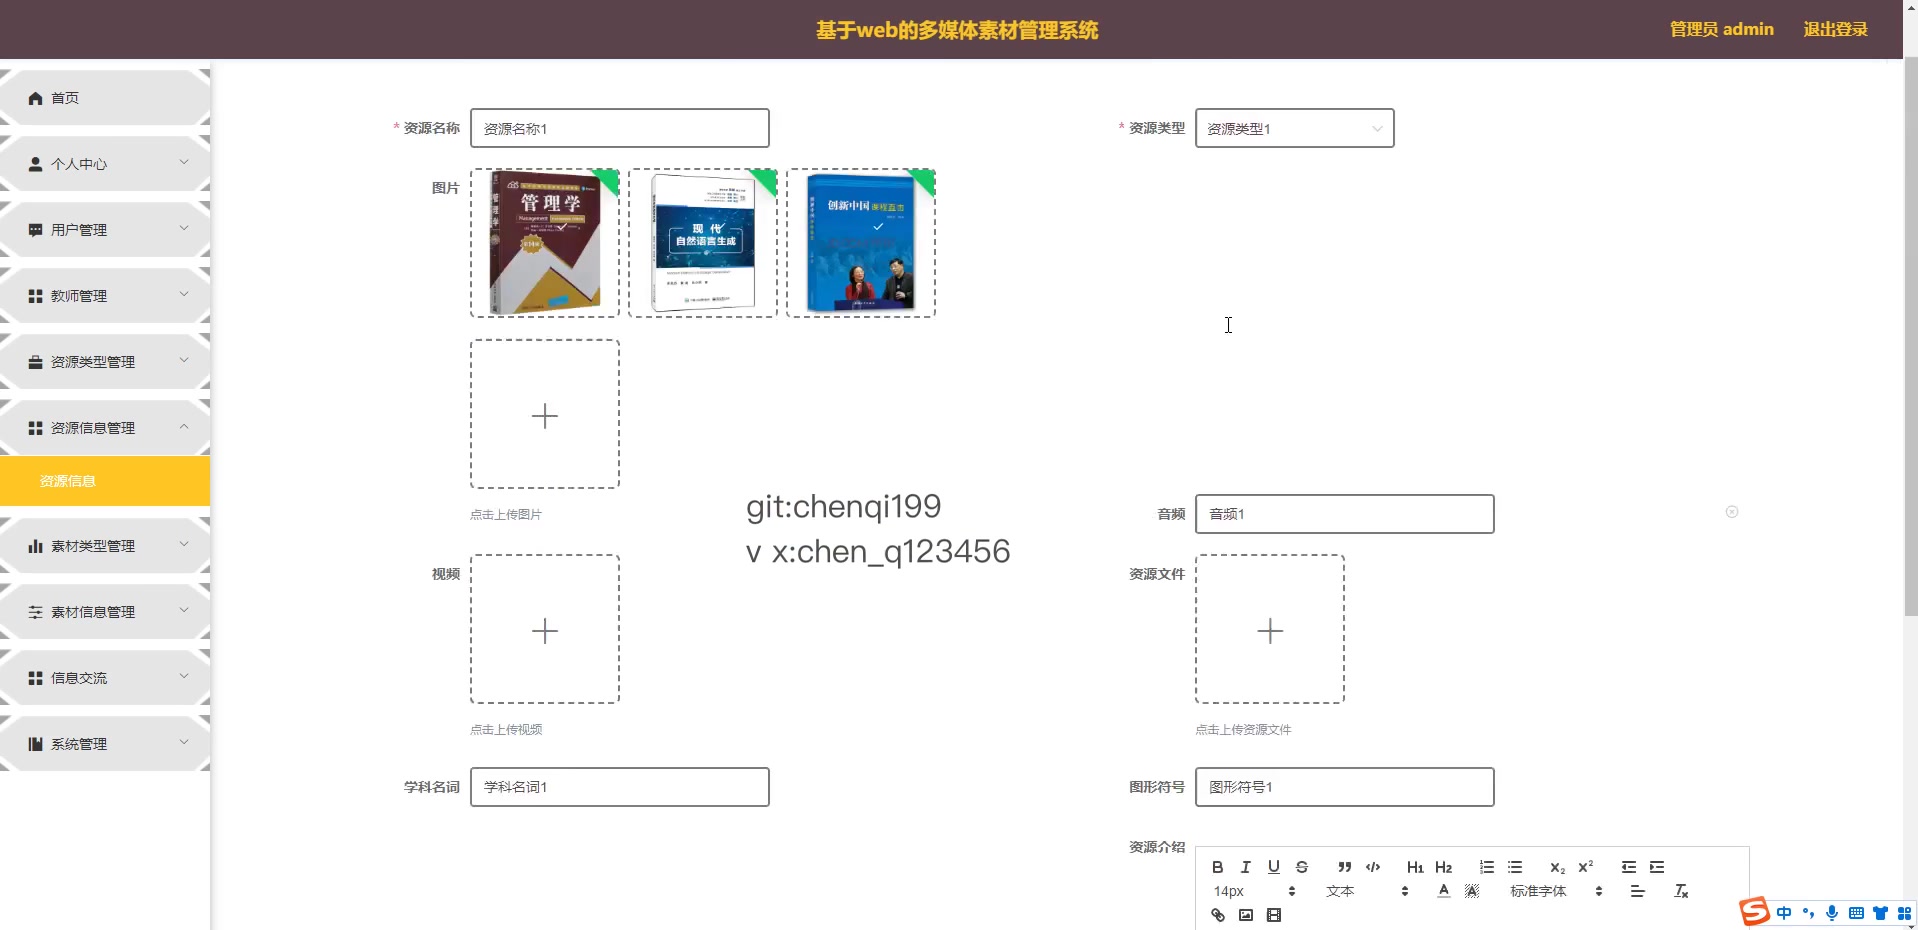 基于web的多媒体素材管理系统
管理员 admin
退出登录
首页
个人中心
用户管理
教师管理
资源类型管理
资源信息管理
资源信息
素材类型管理
素材信息管理
信息交流
系统管理
* 资源名称
资源名称1
* 资源类型
资源类型1
图片
管理学
Management
现代
自然语言生成
创新中国 课程直击
点击上传图片
git:chenqi199
v x:chen_q123456
音频
音频1
视频
资源文件
点击上传视频
点击上传资源文件
学科名词
学科名词1
图形符号
图形符号1
资源介绍
B I U S H1 H2 x2 x2
14px
文本
A
标准字体
中